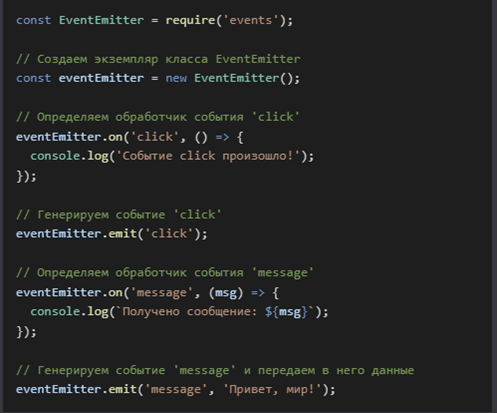 const EventEmitter = require('events');
// Создаем экземпляр класса EventEmitter
const eventEmitter = new EventEmitter();
// Определяем обработчик события 'click'
eventEmitter.on('click', () => {
  console.log('Событие click произошло!');
});
// Генерируем событие 'click'
eventEmitter.emit('click');
// Определяем обработчик события 'message'
eventEmitter.on('message', (msg) => {
  console.log(`Получено сообщение: ${msg}`);
});
// Генерируем событие 'message' и передаем в него данные
eventEmitter.emit('message', 'Привет, мир!');